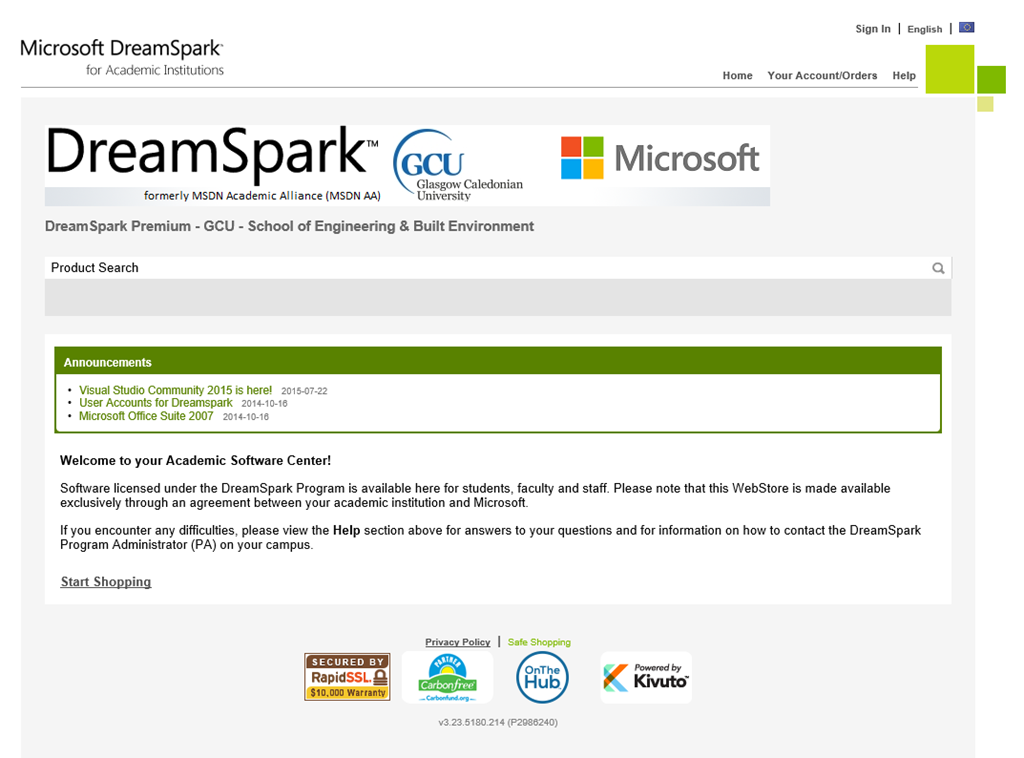 Sign In | English |
Microsoft DreamSpark
for Academic Institutions
Home Your Account/Orders Help
DreamSpark™
formerly MSDN Academic Alliance (MSDN AA)
GCU
Glasgow Caledonian
University
Microsoft
DreamSpark Premium - GCU - School of Engineering & Built Environment
Product Search
Announcements
• Visual Studio Community 2015 is here! 2015-07-22
• User Accounts for Dreamspark 2014-10-16
• Microsoft Office Suite 2007 2014-10-16
Welcome to your Academic Software Center!
Software licensed under the DreamSpark Program is available here for students, faculty and staff. Please note that this WebStore is made available
exclusively through an agreement between your academic institution and Microsoft.
If you encounter any difficulties, please view the Help section above for answers to your questions and for information on how to contact the DreamSpark
Program Administrator (PA) on your campus.
Start Shopping
Privacy Policy | Safe Shopping
SECURED BY
RapidSSL
$10,000 Warranty
PARTNER
Carbonfree
Carbonfund.org
OnThe
Hub
Powered by
Kivuto™
v3.23.5180.214 (P2986240)